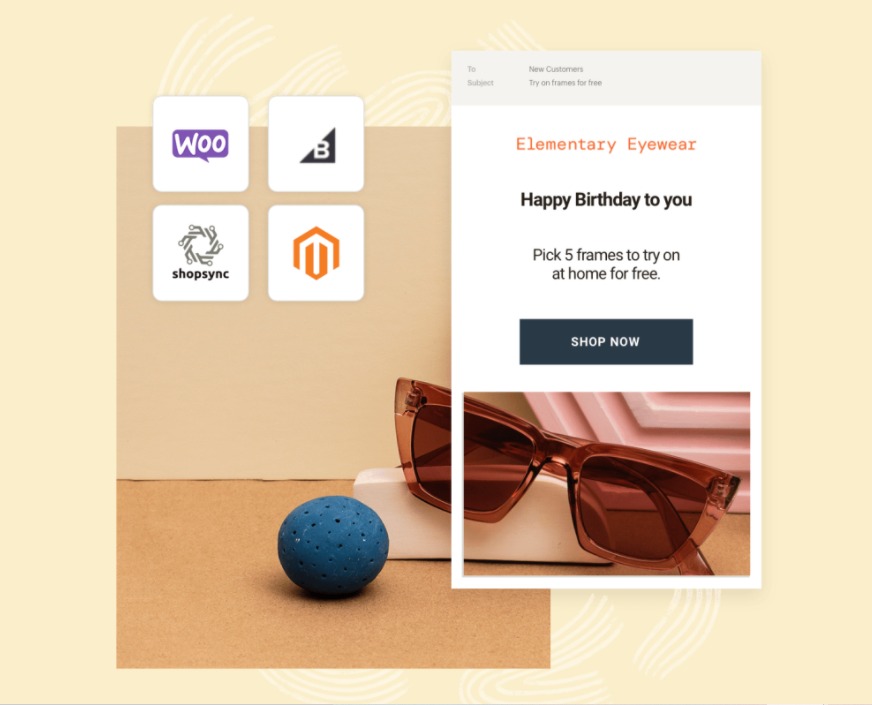 WOO
B
shopsync
To New Customers
Subject Try on frames for free
Elementary Eyewear
Happy Birthday to you
Pick 5 frames to try on
at home for free.
SHOP NOW